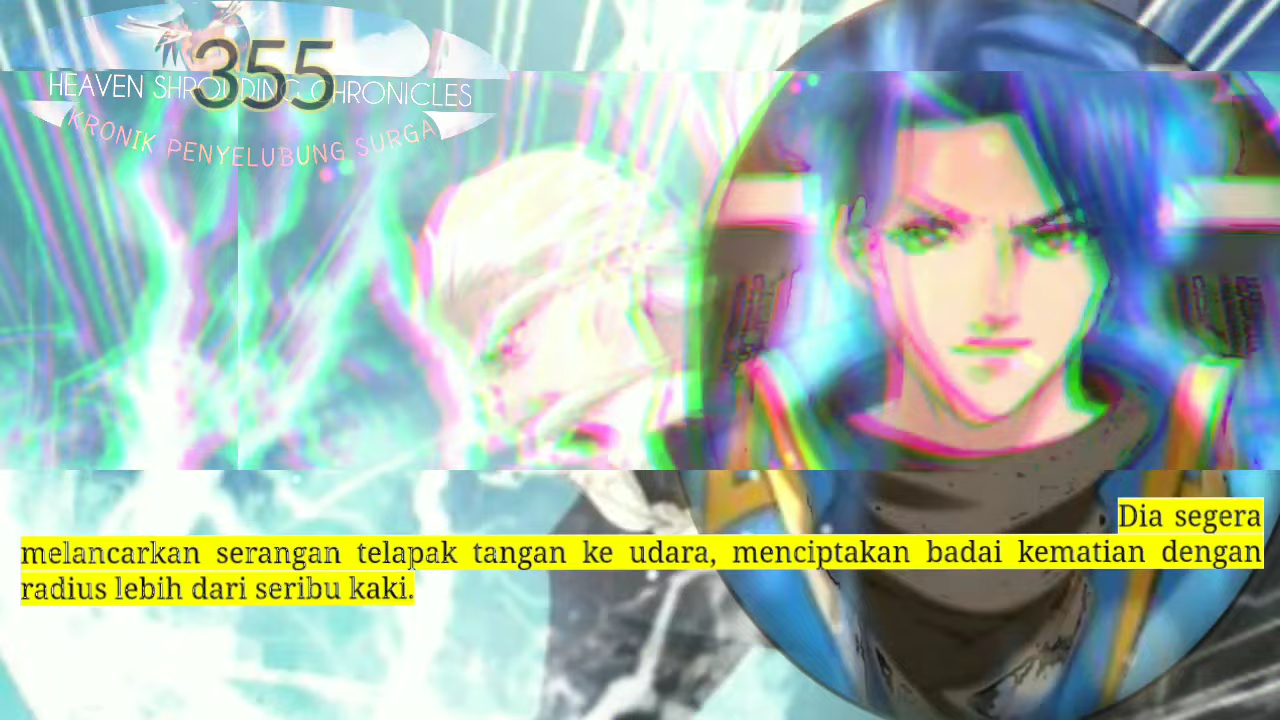 355
HEAVEN SHROUDING CHRONICLES
KRONIK PENYELUBUNG SURGA
Dia segera
melancarkan serangan telapak tangan ke udara, menciptakan badai kematian dengan
radius lebih dari seribu kaki.